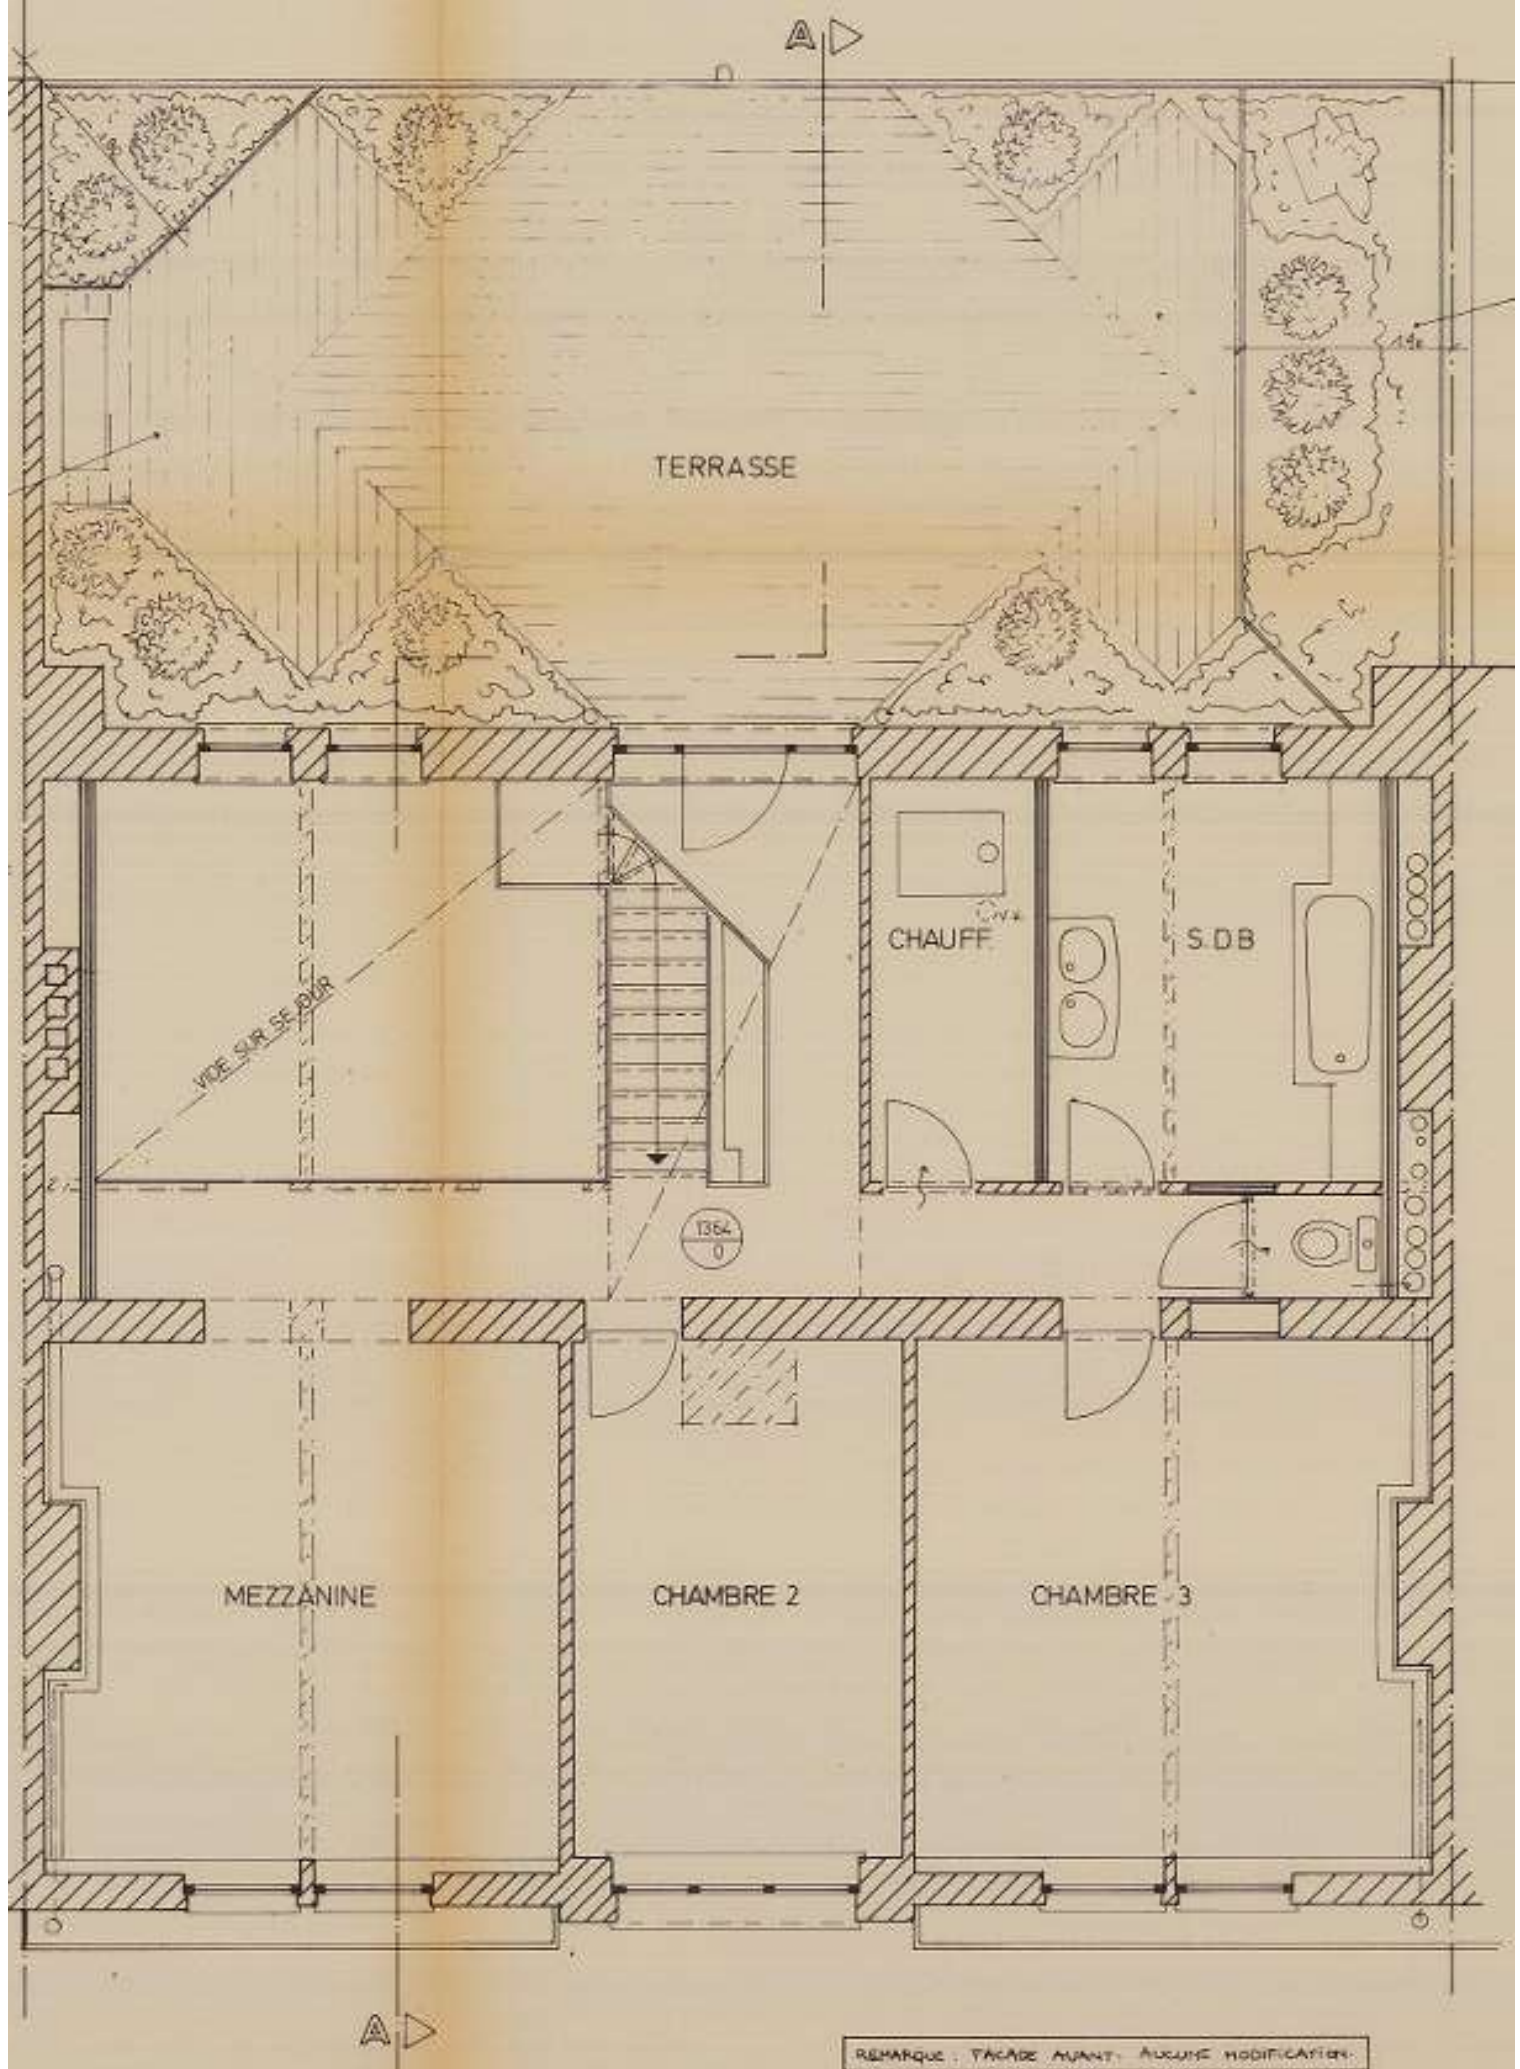 A
TERRASSE
CHAUFF.
S.D.B
VIDE SUR SEJOUR
1364
0
MEZZANINE
CHAMBRE 2
CHAMBRE 3
A
REMARQUE : FACADE AVANT : AUCUNE MODIFICATION.